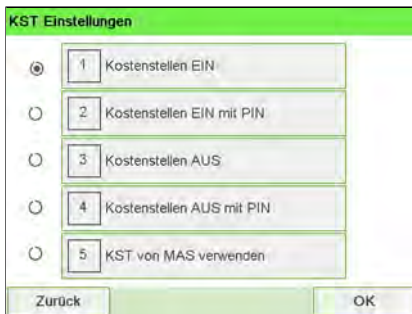 KST Einstellungen
1 Kostenstellen EIN
2 Kostenstellen EIN mit PIN
3 Kostenstellen AUS
4 Kostenstellen AUS mit PIN
5 KST von MAS verwenden
Zurück OK